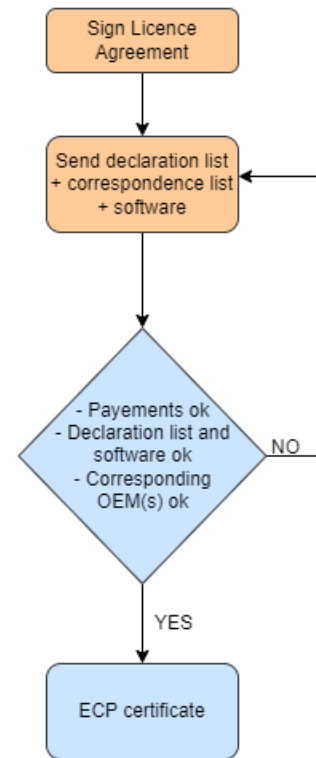 Sign Licence
Agreement
Send declaration list
+ correspondence list
+ software
- Payements ok
- Declaration list and
software ok
- Corresponding
OEM(s) ok
NO
YES
ECP certificate